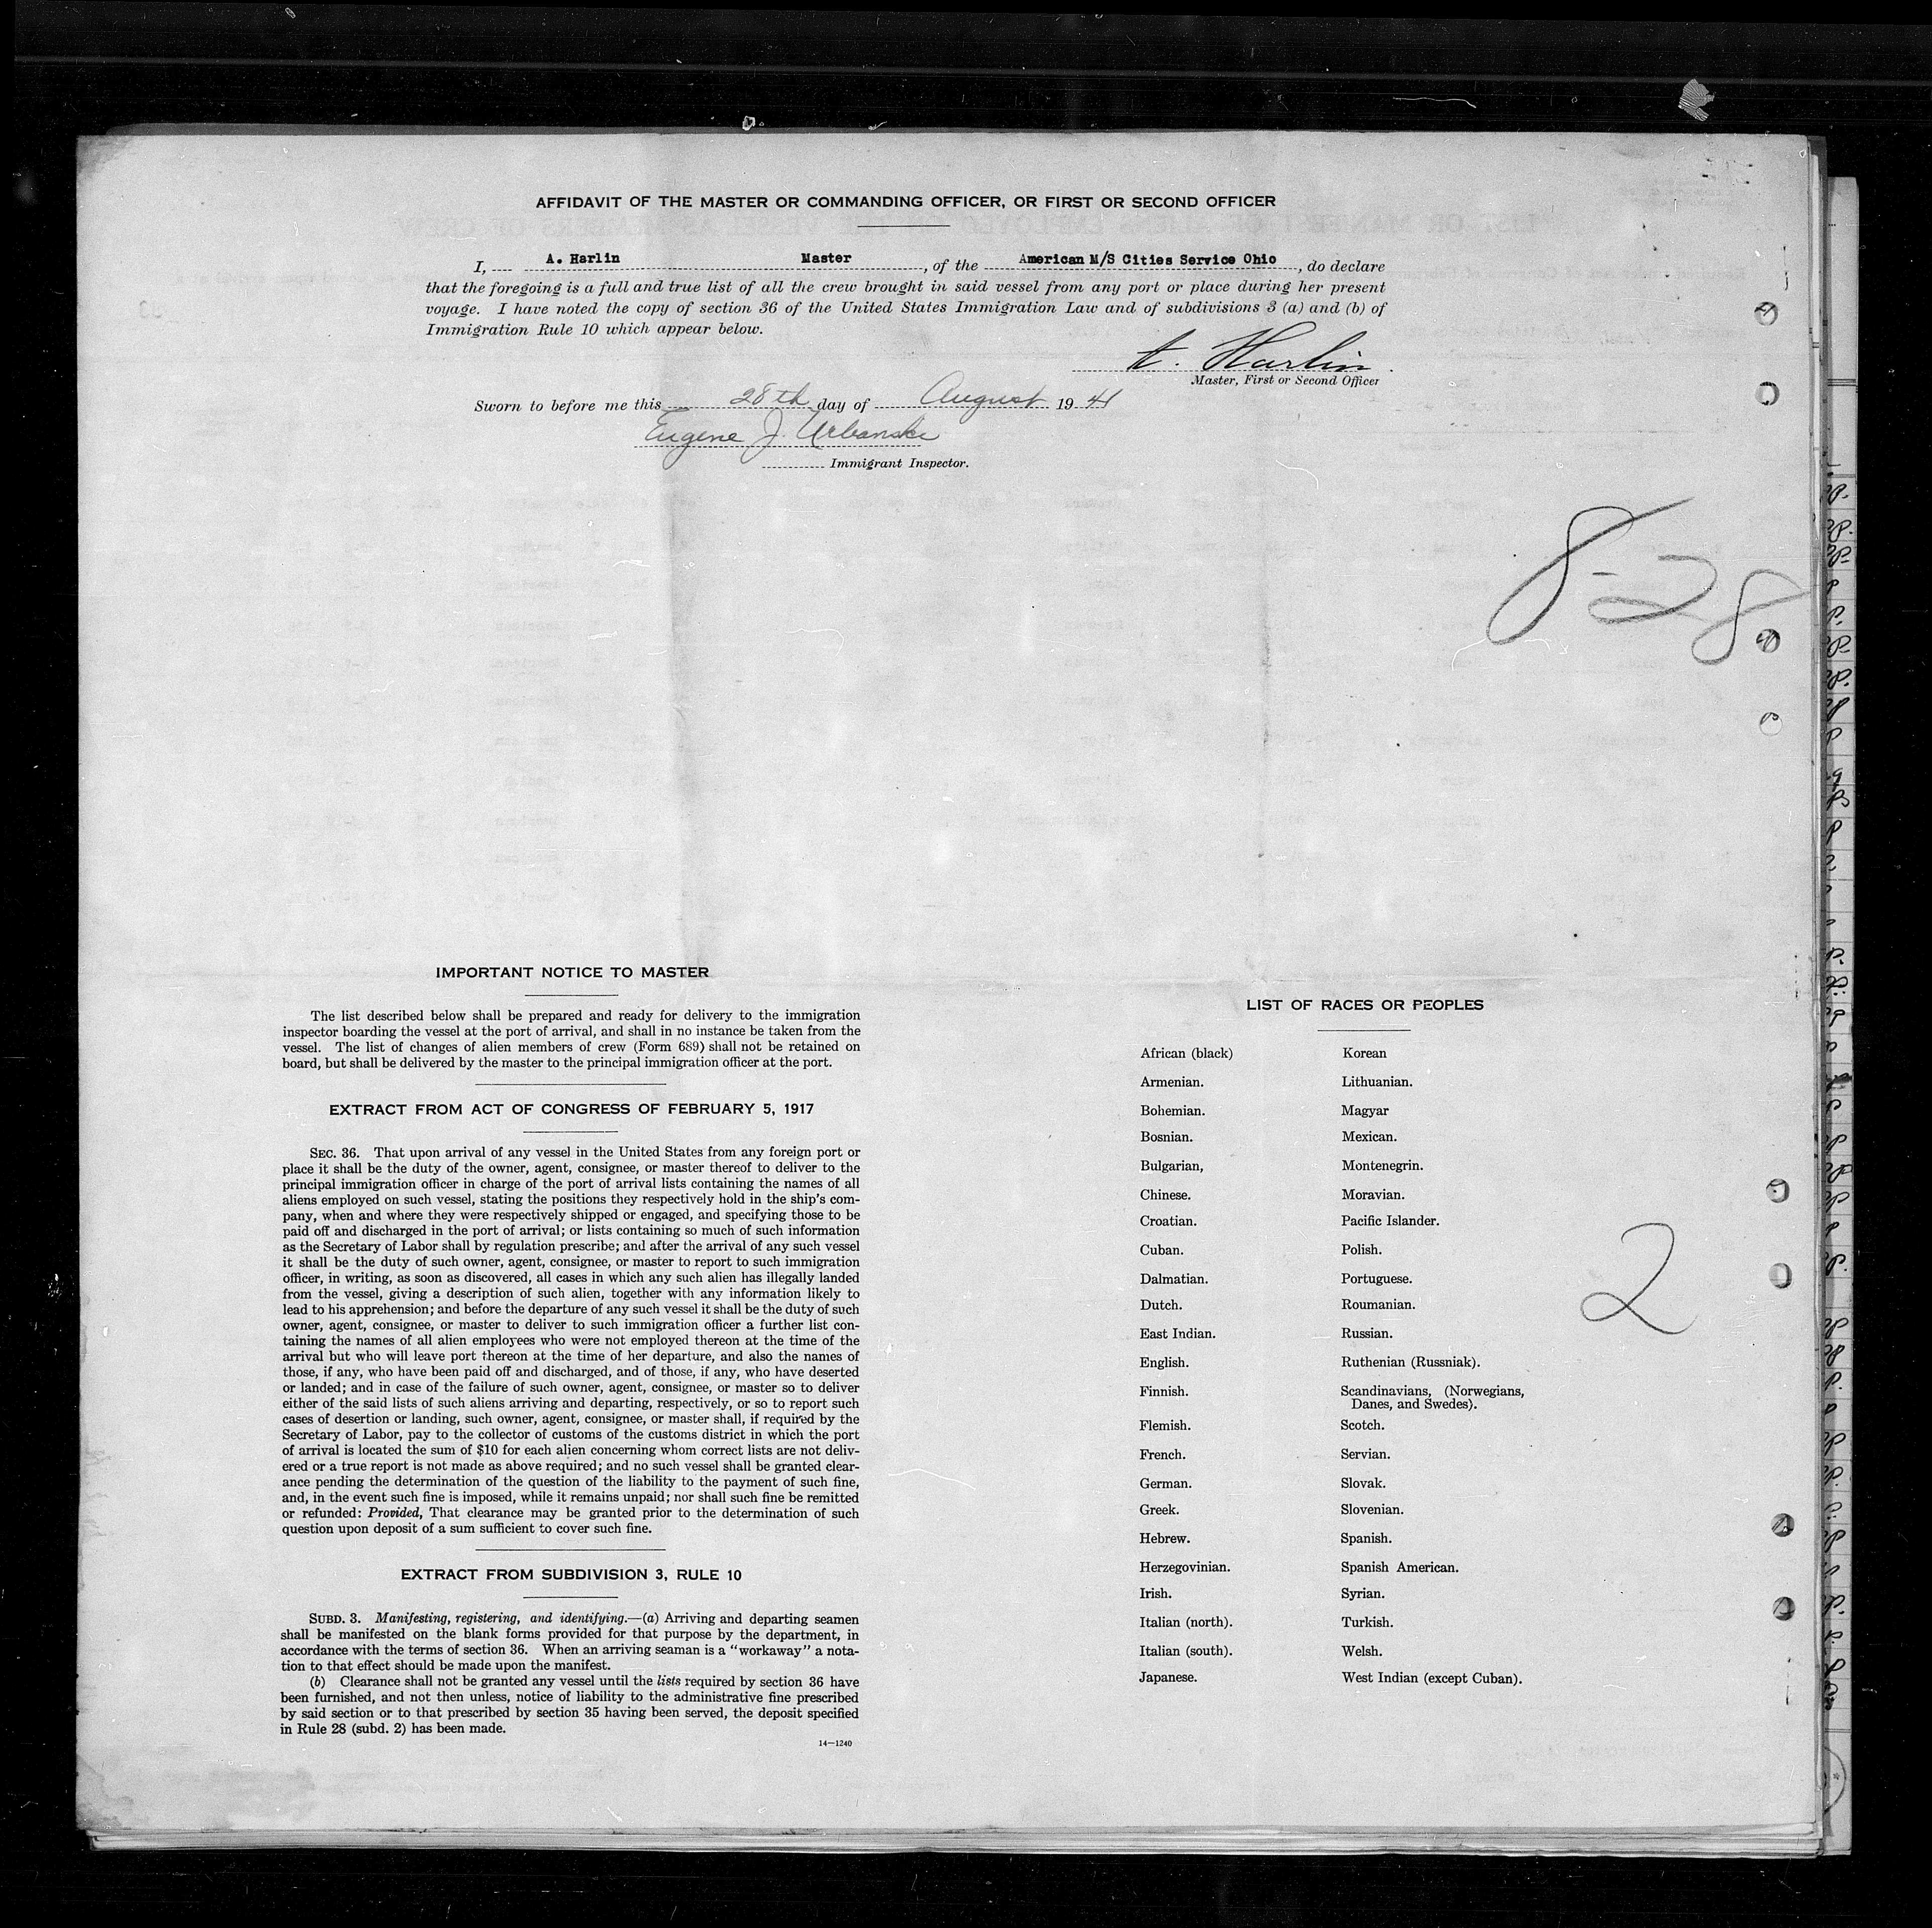 AFFIDAVIT OF THE MASTER OR COMMANDING OFFICER, OR FIRST OR SECOND OFFICER
I, A. Harlin Master, of the American M/S Cities Service Ohio, do declare
that the foregoing is a full and true list of all the crew brought in said vessel from any port or place during her present
voyage. I have noted the copy of section 36 of the United States Immigration Law and of subdivisions 3 (a) and (b) of
Immigration Rule 10 which appear below.
A. Harlin
Master, First or Second Officer
Sworn to before me this 28th day of August 1941
Eugene J. Urbanski
Immigrant Inspector.
8-28
IMPORTANT NOTICE TO MASTER
The list described below shall be prepared and ready for delivery to the immigration
inspector boarding the vessel at the port of arrival, and shall in no instance be taken from the
vessel. The list of changes of alien members of crew (Form 689) shall not be retained on
board, but shall be delivered by the master to the principal immigration officer at the port.
EXTRACT FROM ACT OF CONGRESS OF FEBRUARY 5, 1917
SEC. 36. That upon arrival of any vessel in the United States from any foreign port or
place it shall be the duty of the owner, agent, consignee, or master thereof to deliver to the
principal immigration officer in charge of the port of arrival lists containing the names of all
aliens employed on such vessel, stating the positions they respectively hold in the ship's com-
pany, when and where they were respectively shipped or engaged, and specifying those to be
paid off and discharged in the port of arrival; or lists containing so much of such information
as the Secretary of Labor shall by regulation prescribe; and after the arrival of any such vessel
it shall be the duty of such owner, agent, consignee, or master to report to such immigration
officer, in writing, as soon as discovered, all cases in which any such alien has illegally landed
from the vessel, giving a description of such alien, together with any information likely to
lead to his apprehension; and before the departure of any such vessel it shall be the duty of such
owner, agent, consignee, or master to deliver to such immigration officer a further list con-
taining the names of all alien employees who were not employed thereon at the time of the
arrival but who will leave port thereon at the time of her departure, and also the names of
those, if any, who have been paid off and discharged, and of those, if any, who have deserted
or landed; and in case of the failure of such owner, agent, consignee, or master so to deliver
either of the said lists of such aliens arriving and departing, respectively, or so to report such
cases of desertion or landing, such owner, agent, consignee, or master shall, if required by the
Secretary of Labor, pay to the collector of customs of the customs district in which the port
of arrival is located the sum of $10 for each alien concerning whom correct lists are not deliv-
ered or a true report is not made as above required; and no such vessel shall be granted clear-
ance pending the determination of the question of the liability to the payment of such fine,
and, in the event such fine is imposed, while it remains unpaid; nor shall such fine be remitted
or refunded: Provided, That clearance may be granted prior to the determination of such
question upon deposit of a sum sufficient to cover such fine.
EXTRACT FROM SUBDIVISION 3, RULE 10
SUBD. 3. Manifesting, registering, and identifying.—(a) Arriving and departing seamen
shall be manifested on the blank forms provided for that purpose by the department, in
accordance with the terms of section 36. When an arriving seaman is a "workaway" a nota-
tion to that effect should be made upon the manifest.
(b) Clearance shall not be granted any vessel until the lists required by section 36 have
been furnished, and not then unless, notice of liability to the administrative fine prescribed
by said section or to that prescribed by section 35 having been served, the deposit specified
in Rule 28 (subd. 2) has been made.
14—1240
LIST OF RACES OR PEOPLES
African (black)
Armenian.
Bohemian.
Bosnian.
Bulgarian,
Chinese.
Croatian.
Cuban.
Dalmatian.
Dutch.
East Indian.
English.
Finnish.
Flemish.
French.
German.
Greek.
Hebrew.
Herzegovinian.
Irish.
Italian (north).
Italian (south).
Japanese.
Korean
Lithuanian.
Magyar
Mexican.
Montenegrin.
Moravian.
Pacific Islander.
Polish.
Portuguese.
Roumanian.
Russian.
Ruthenian (Russniak).
Scandinavians, (Norwegians,
Danes, and Swedes).
Scotch.
Servian.
Slovak.
Slovenian.
Spanish.
Spanish American.
Syrian.
Turkish.
Welsh.
West Indian (except Cuban).
2